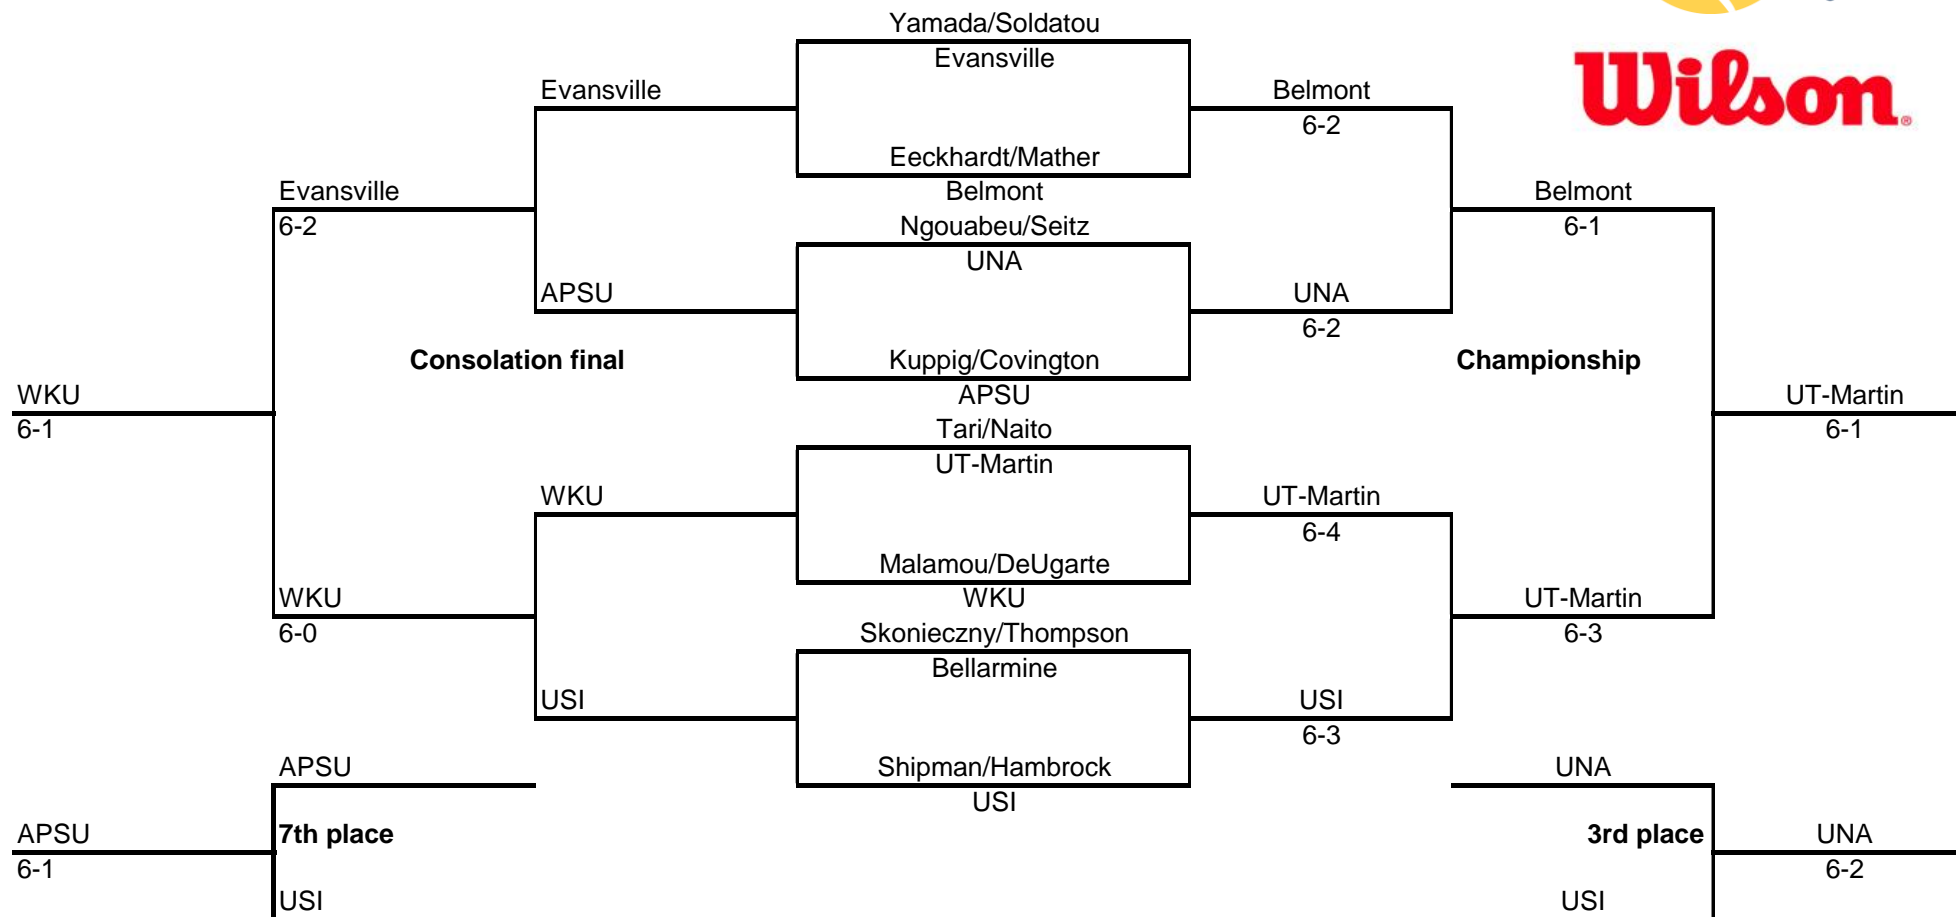 Yamada/Soldatou
Evansville
Wilson
Evansville
Belmont
6-2
Eeckhardt/Mather
Evansville
Belmont
Belmont
6-2
Ngouabeu/Seitz
6-1
UNA
APSU
UNA
6-2
Consolation final
Kuppig/Covington
Championship
WKU
APSU
UT-Martin
6-1
Tari/Naito
6-1
UT-Martin
WKU
UT-Martin
6-4
Malamou/DeUgarte
WKU
WKU
UT-Martin
6-0
Skonieczny/Thompson
6-3
Bellarmine
USI
USI
6-3
APSU
Shipman/Hambrock
UNA
USI
APSU
7th place
3rd place
UNA
6-1
6-2
USI
USI